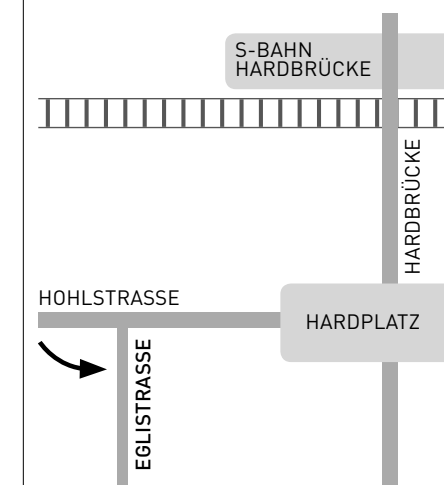 S-BAHN
HARDBRÜCKE
HARDBRÜCKE
HOHLSTRASSE
HARDPLATZ
EGLISTRASSE